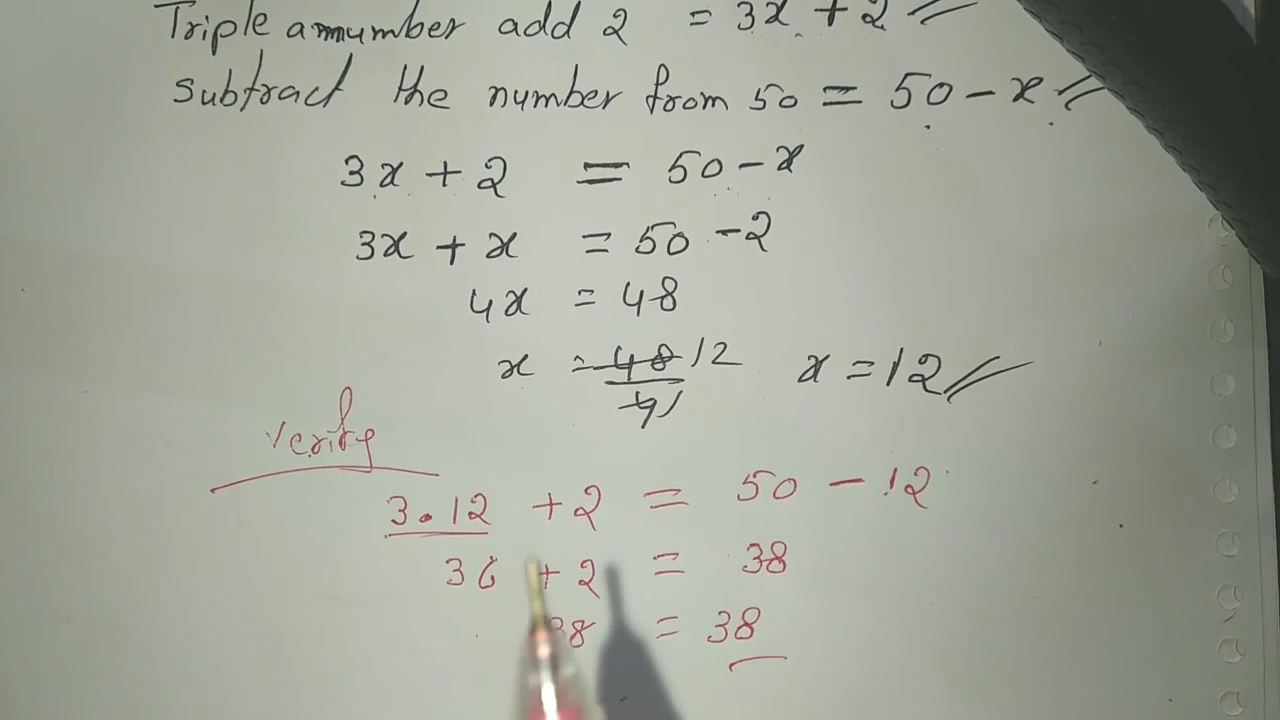 Triple a number add 2 = 3x + 2
Subtract the number from 50 = 50 - x
3x + 2 = 50 - x
3x + x = 50 - 2
4x = 48
x = 48/4 12 1 x = 12
Verify
3.12 + 2 = 50 - 12
36 + 2 = 38
38 = 38